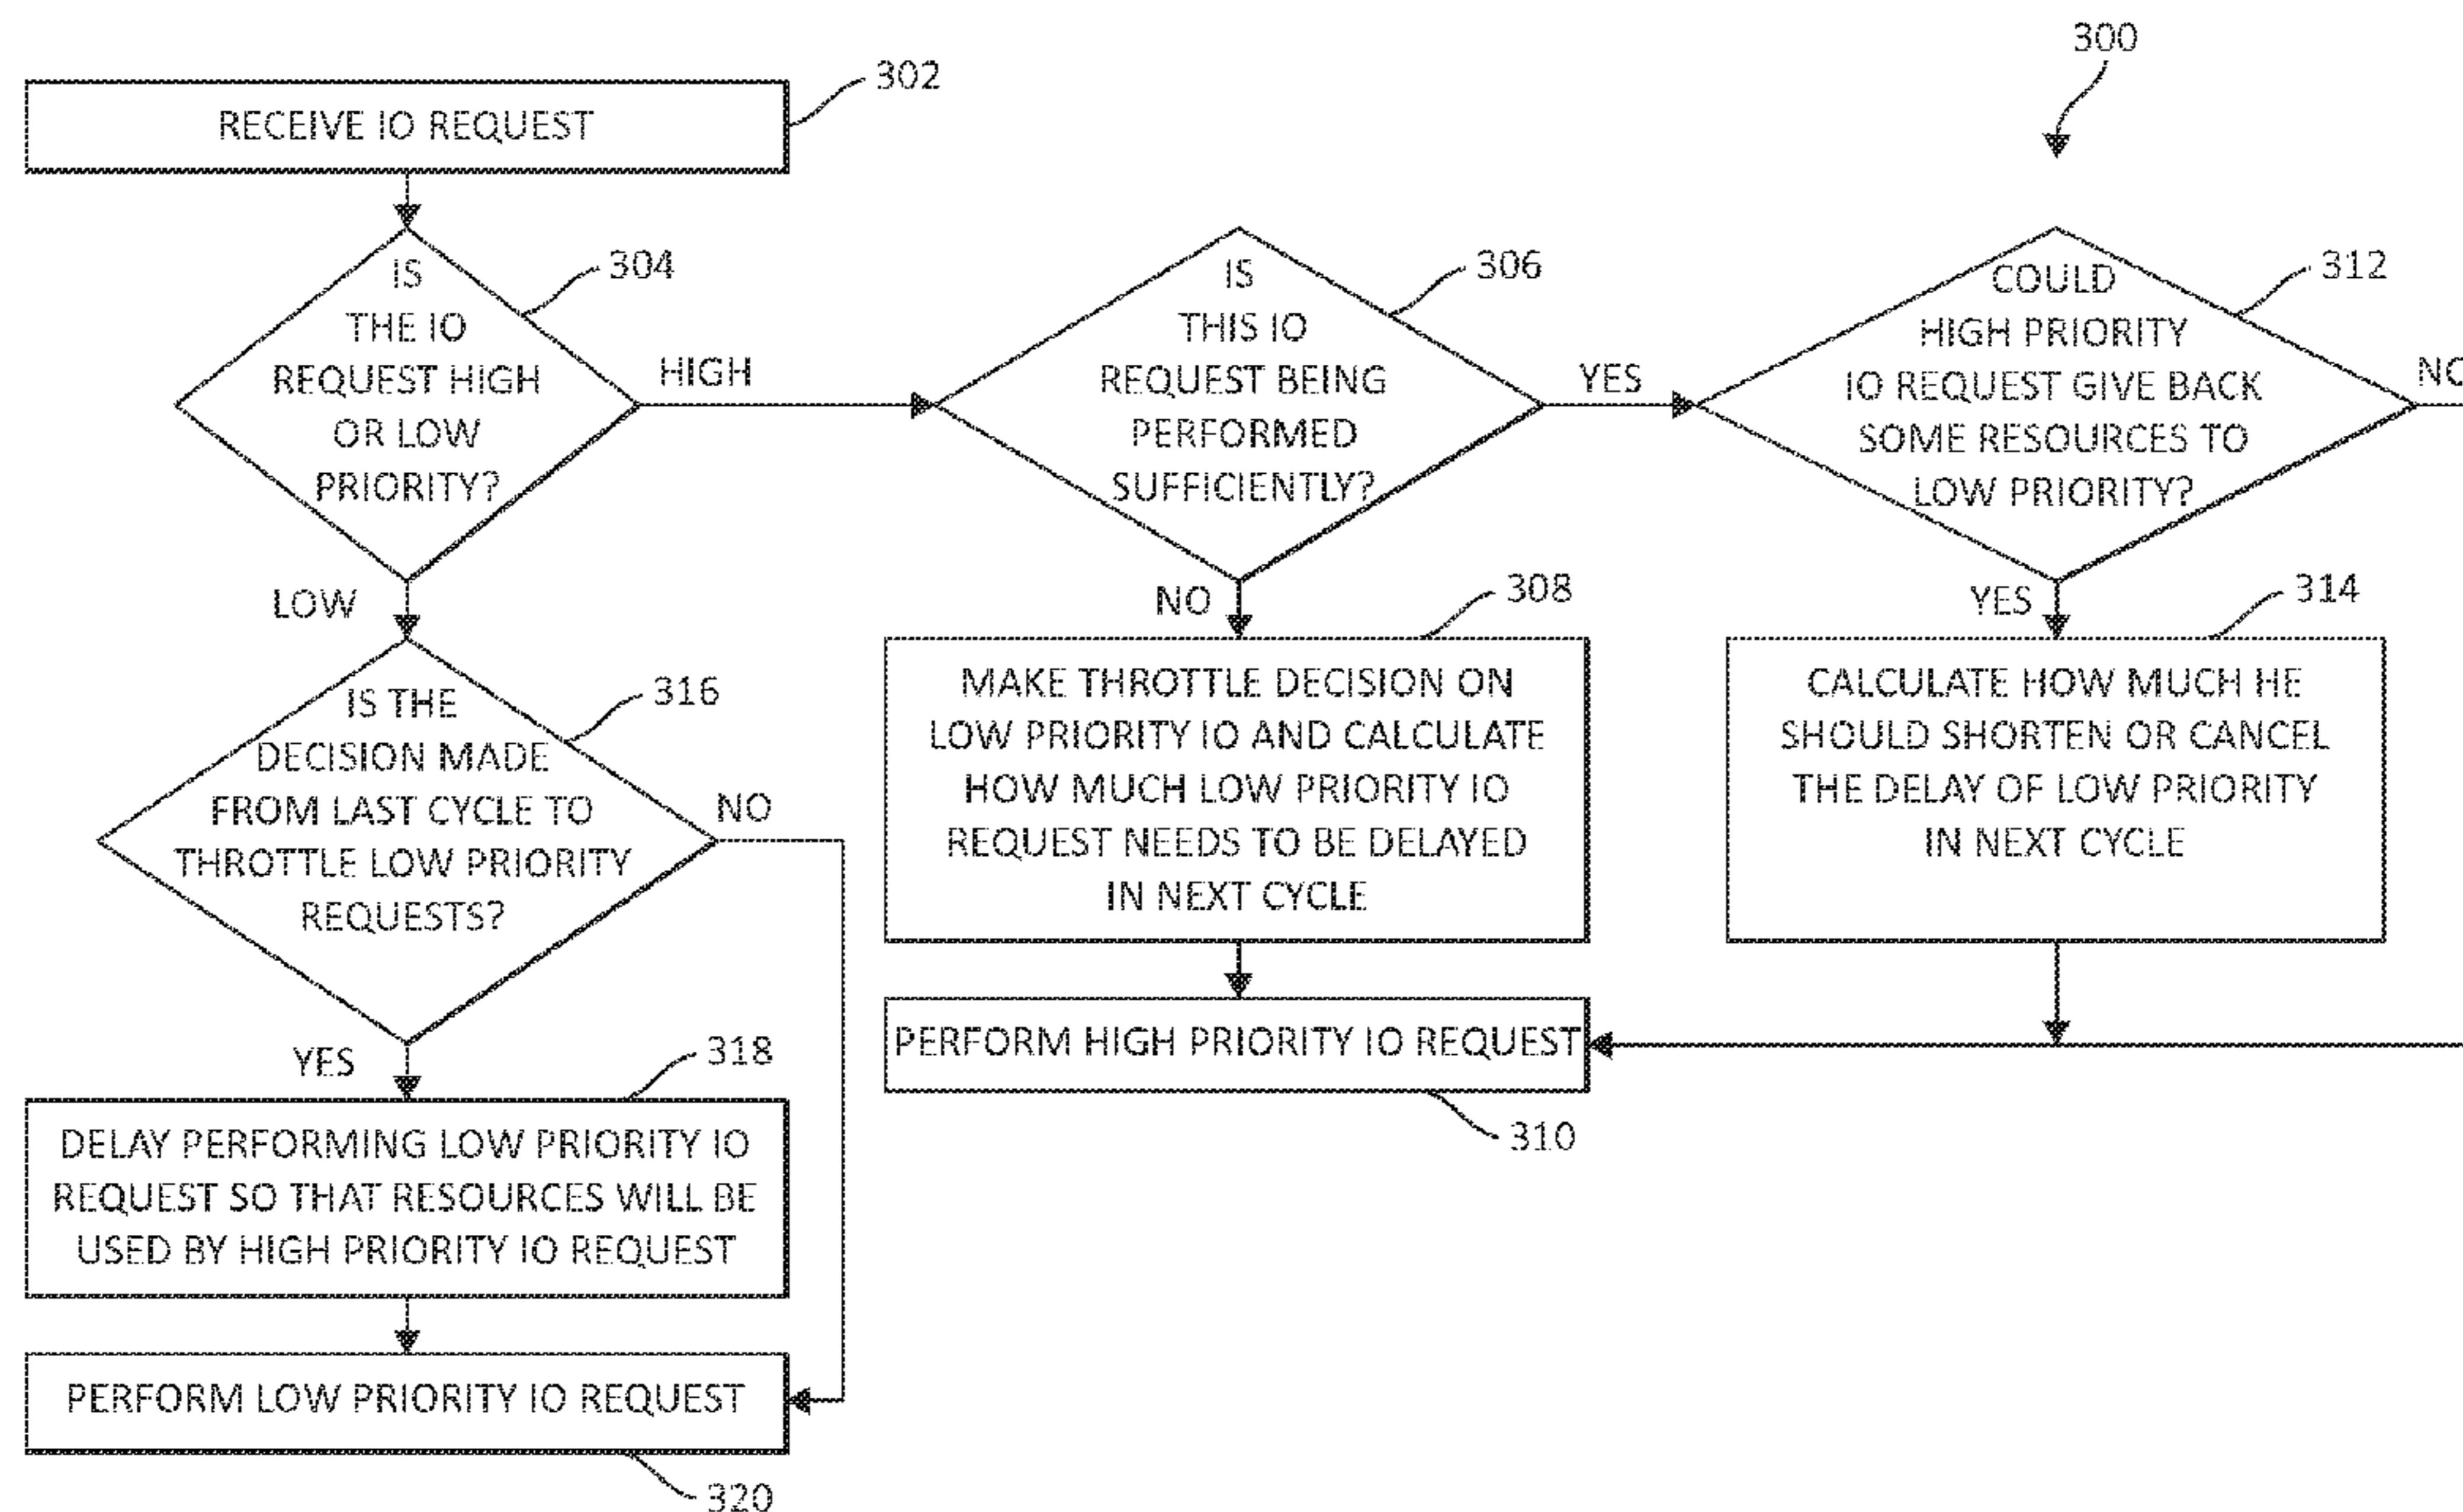 300
302
RECEIVE IO REQUEST
304
IS
THE IO
REQUEST HIGH
OR LOW
PRIORITY?
HIGH
LOW
306
IS
THIS IO
REQUEST BEING
PERFORMED
SUFFICIENTLY?
YES
NO
312
COULD
HIGH PRIORITY
IO REQUEST GIVE BACK
SOME RESOURCES TO
LOW PRIORITY?
NO
YES
308
MAKE THROTTLE DECISION ON
LOW PRIORITY IO AND CALCULATE
HOW MUCH LOW PRIORITY IO
REQUEST NEEDS TO BE DELAYED
IN NEXT CYCLE
314
CALCULATE HOW MUCH HE
SHOULD SHORTEN OR CANCEL
THE DELAY OF LOW PRIORITY
IN NEXT CYCLE
PERFORM HIGH PRIORITY IO REQUEST
310
316
IS THE
DECISION MADE
FROM LAST CYCLE TO
THROTTLE LOW PRIORITY
REQUESTS?
NO
YES
318
DELAY PERFORMING LOW PRIORITY IO
REQUEST SO THAT RESOURCES WILL BE
USED BY HIGH PRIORITY IO REQUEST
PERFORM LOW PRIORITY IO REQUEST
320